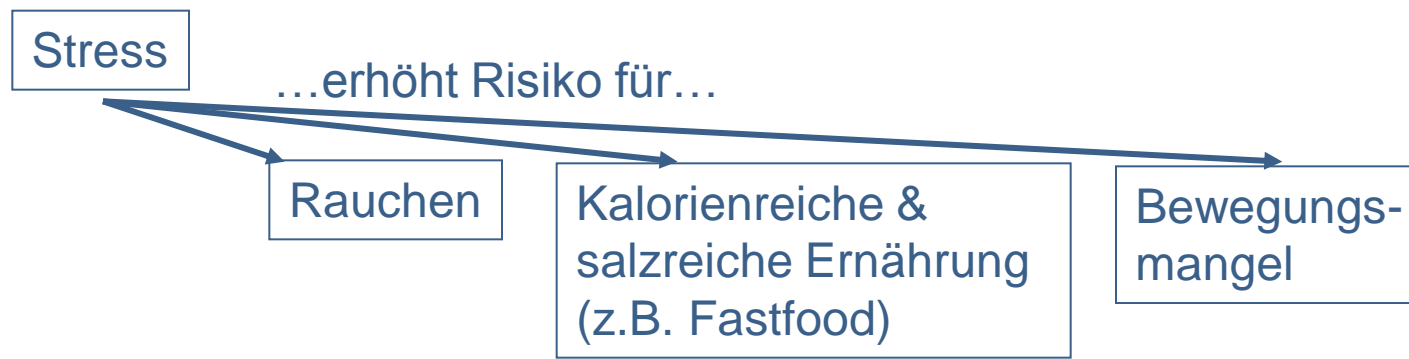 Stress
…erhöht Risiko für…
Rauchen
Kalorienreiche &
salzreiche Ernährung
(z.B. Fastfood)
Bewegungs-
mangel